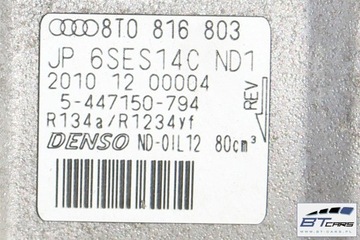 8T0 816 803
JP 6SES14C ND1
2010 12 00004
5-447150-794
R134a/R1234yf
DENSO ND-OIL12 80cm³
REV
BTCARS